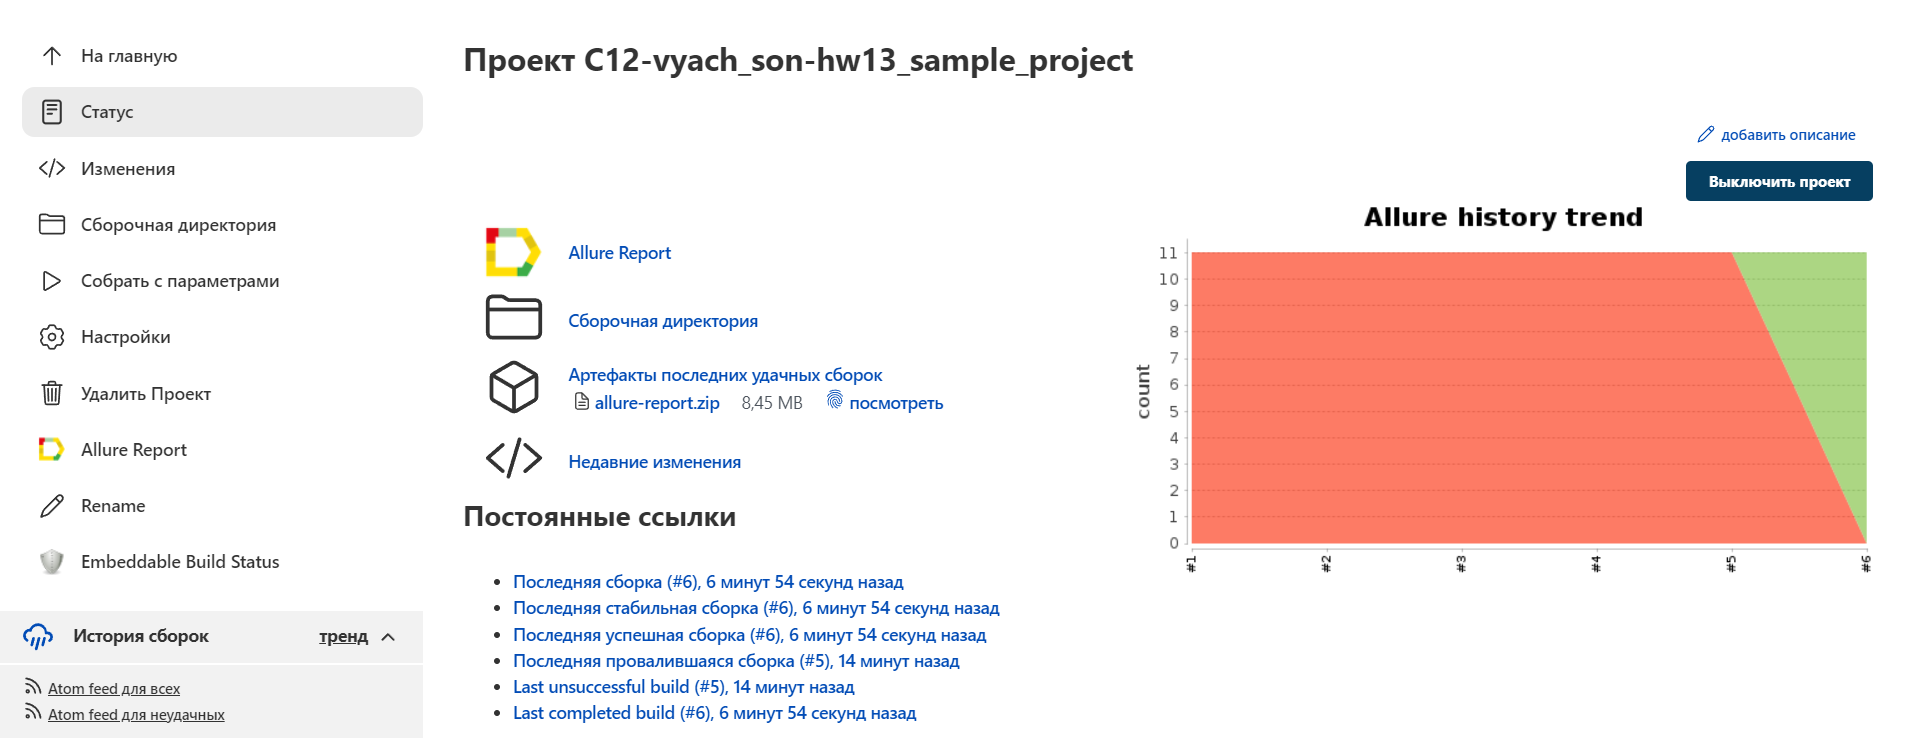 На главную
Статус
Изменения
Сборочная директория
Собрать с параметрами
Настройки
Удалить Проект
Allure Report
Rename
Embeddable Build Status
История сборок
тренд
Atom feed для всех
Atom feed для неудачных
Проект C12-vyach_son-hw13_sample_project
добавить описание
Выключить проект
Allure Report
Сборочная директория
Артефакты последних удачных сборок
allure-report.zip 8,45 MB посмотреть
Недавние изменения
Постоянные ссылки
Последняя сборка (#6), 6 минут 54 секунд назад
Последняя стабильная сборка (#6), 6 минут 54 секунд назад
Последняя успешная сборка (#6), 6 минут 54 секунд назад
Последняя провалившаяся сборка (#5), 14 минут назад
Last unsuccessful build (#5), 14 минут назад
Last completed build (#6), 6 минут 54 секунд назад
Allure history trend
count
11
10
9
8
7
6
5
4
3
2
1
0
#1
#2
#3
#4
#5
#6